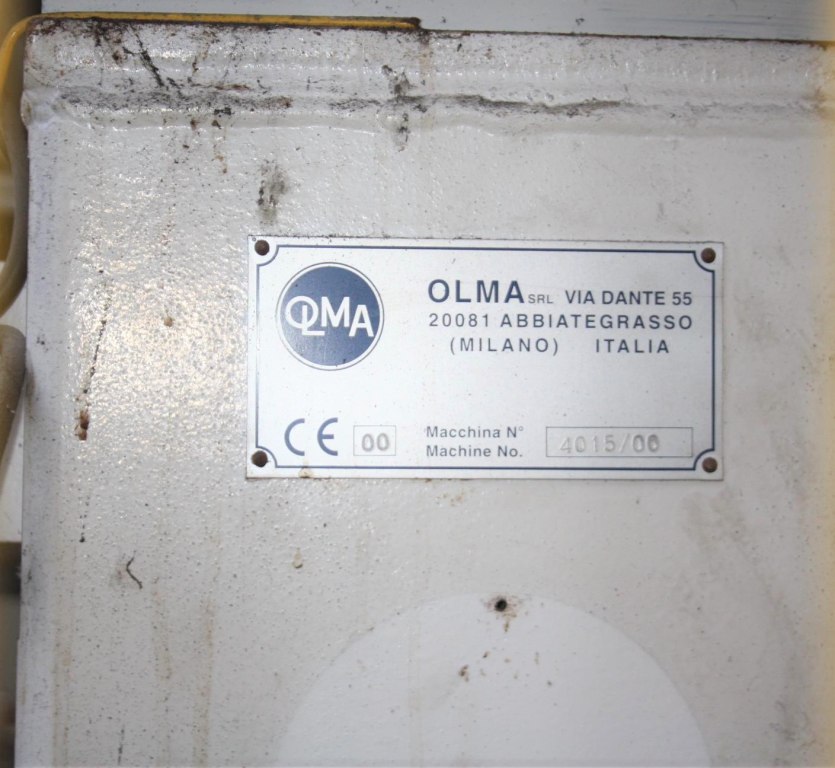 OLMA
OLMA SRL VIA DANTE 55
20081 ABBIATEGRASSO
(MILANO) ITALIA
CE 00
Macchina N°
Machine No. 4015/00